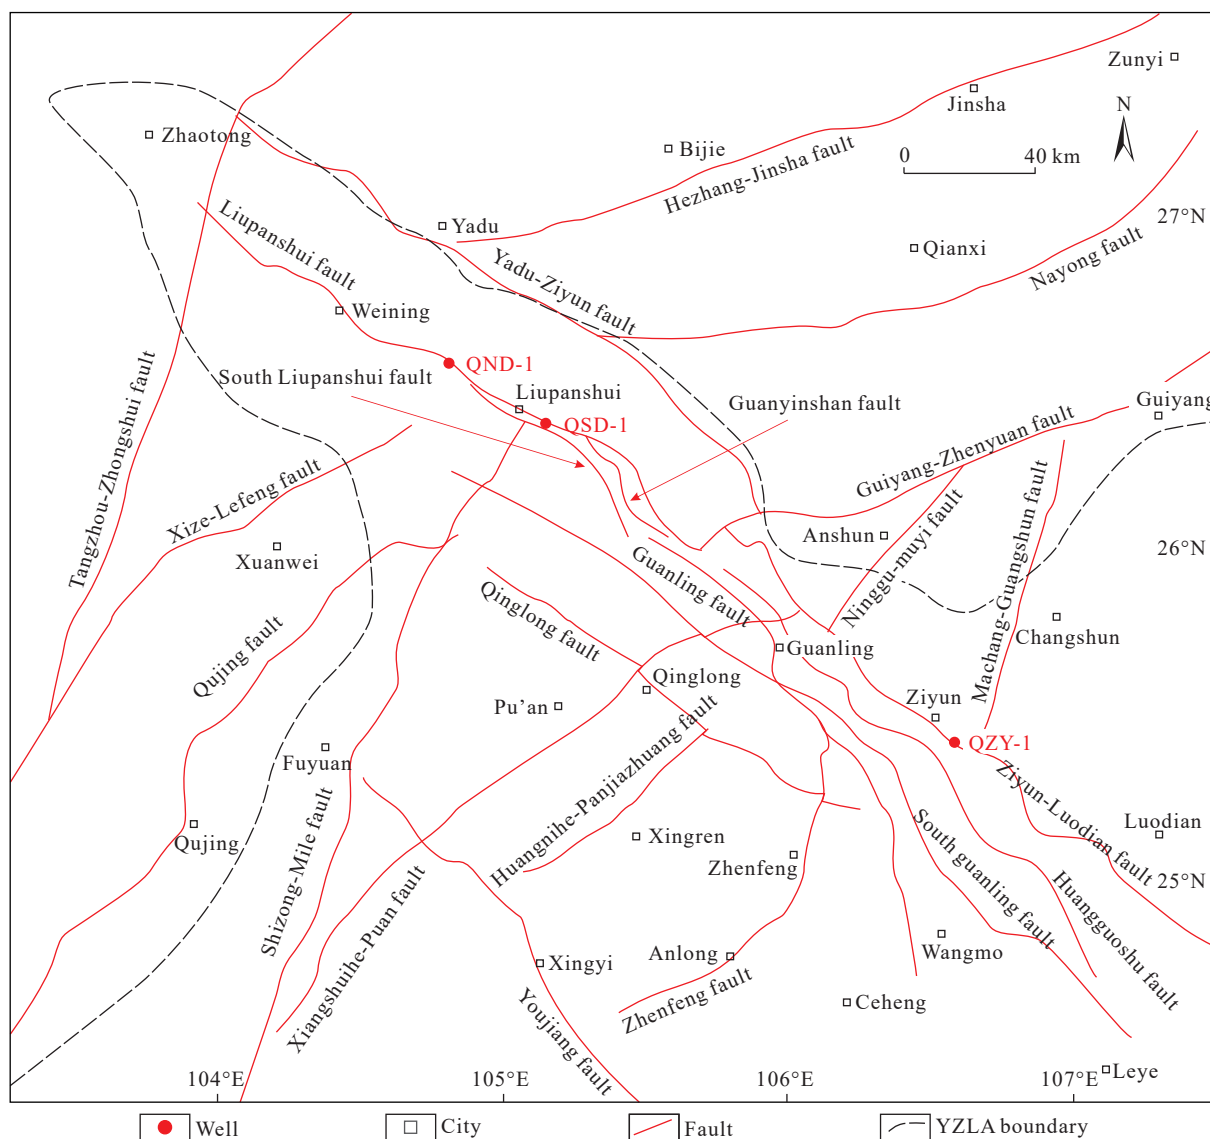 Zunyi
Jinsha
N
Zhaotong
Bijie
0 40 km
Hezhang-Jinsha fault
Yadu
27°N
Liupanshui fault
Qianxi
Nayong fault
Yadu-Ziyun fault
Weining
QND-1
South Liupanshui fault
Liupanshui
Guanyinshan fault
Guiyang
QSD-1
Tangzhou-Zhongshui fault
Guiyang-Zhenyuan fault
Xize-Lefeng fault
Anshun
Ninggu-muyi fault
Machang-Guangshun fault
26°N
Xuanwei
Guanling fault
Qinglong fault
Changshun
Qujing fault
Guanling
Qinglong
Ziyun
Pu’an
QZY-1
Fuyuan
Huangnihe-Panjiazhuang fault
Ziyun-Luodian fault
Qujing
Xingren
Luodian
Zhenfeng
South guanling fault
25°N
Shizong-Mile fault
Huangguoshu fault
Xiangshuihe-Puan fault
Wangmo
Anlong
Xingyi
Zhenfeng fault
Ceheng
Youjiang fault
Leye
104°E 105°E 106°E 107°E
Well City Fault YZLA boundary